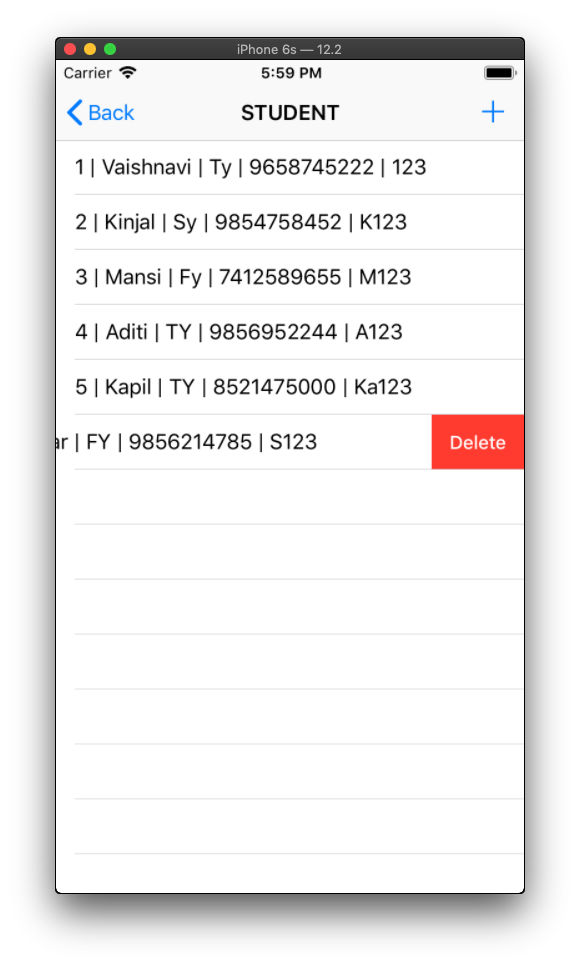 iPhone 6s — 12.2
Carrier 5:59 PM
Back STUDENT +
1 | Vaishnavi | Ty | 9658745222 | 123
2 | Kinjal | Sy | 9854758452 | K123
3 | Mansi | Fy | 7412589655 | M123
4 | Aditi | TY | 9856952244 | A123
5 | Kapil | TY | 8521475000 | Ka123
ar | FY | 9856214785 | S123 Delete